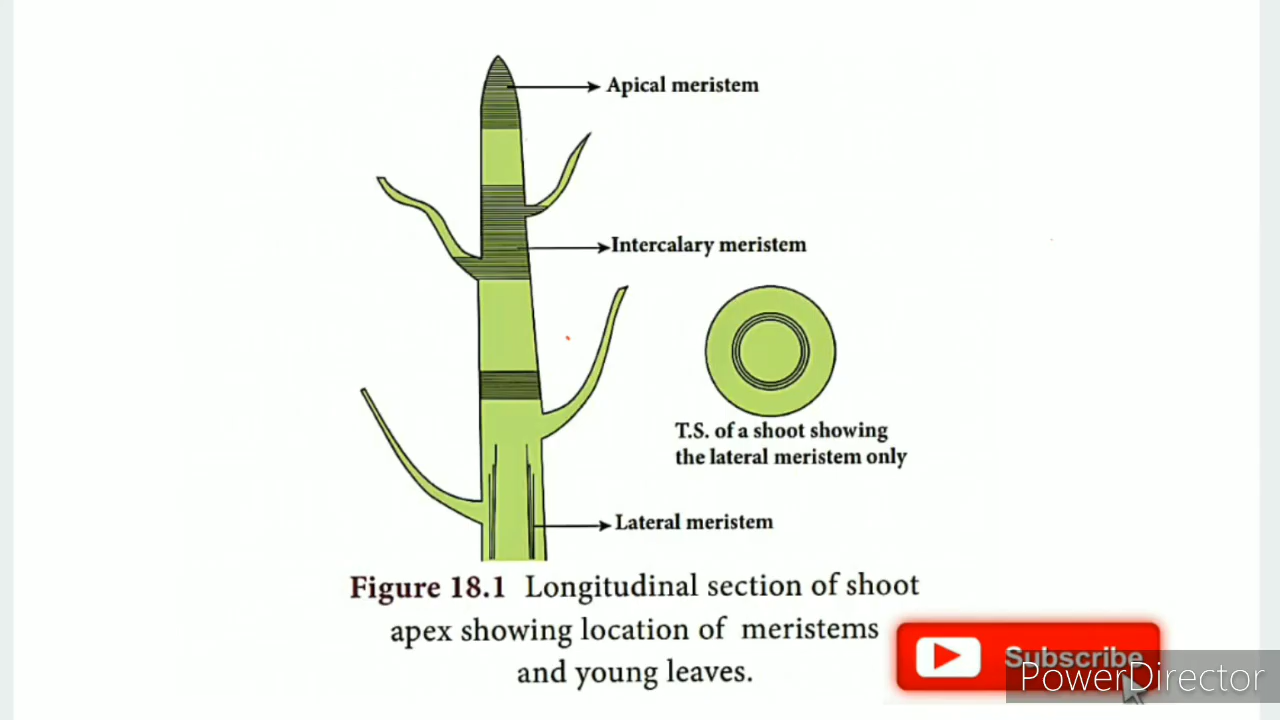 Apical meristem
Intercalary meristem
T.S. of a shoot showing
the lateral meristem only
Lateral meristem
Figure 18.1 Longitudinal section of shoot
apex showing location of meristems
and young leaves.
Subscribe
PowerDirector